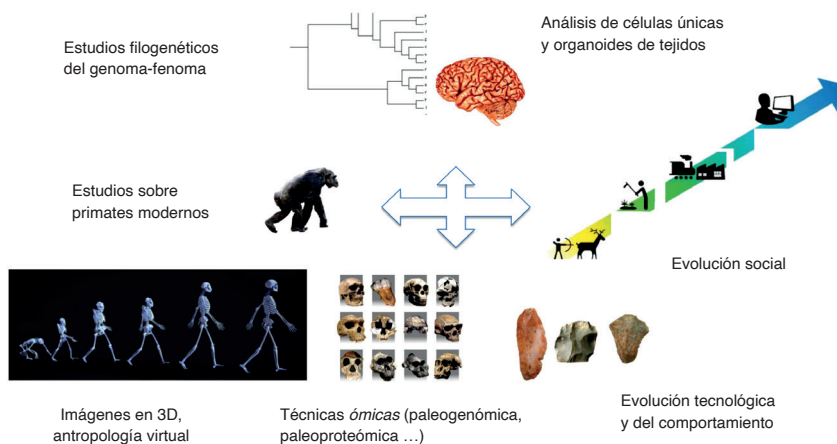 Estudios filogenéticos
del genoma-fenoma
Análisis de células únicas
y organoides de tejidos
Estudios sobre
primates modernos
Evolución social
Imágenes en 3D,
antropología virtual
Técnicas ómicas (paleogenómica,
paleoproteómica ...)
Evolución tecnológica
y del comportamiento